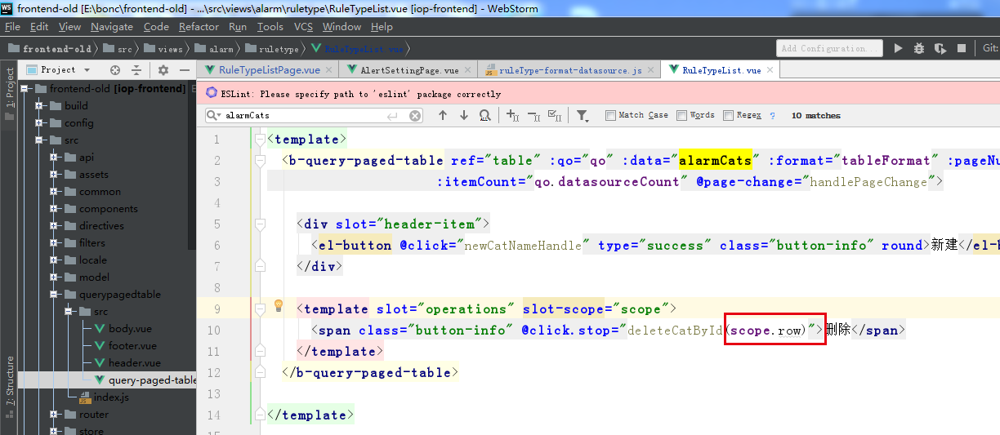 frontend-old [E:\bonc\frontend-old] - ...\src\views\alarm\ruletype\RuleTypeList.vue [iop-frontend] - WebStorm
File Edit View Navigate Code Refactor Run Tools VCS Window Help
frontend-old src views alarm ruletype RuleTypeList.vue Add Configuration... Git:
Project RuleTypeListPage.vue AlertSettingPage.vue ruleType-format-datasource.js RuleTypeList.vue
1: Project
7: Structure
frontend-old [iop-frontend]
build
config
src
api
assets
common
components
directives
filters
locale
model
querypagedtable
src
body.vue
footer.vue
header.vue
query-paged-table
index.js
router
store
ESLint: Please specify path to 'eslint' package correctly
alarmCats Match Case Words Regex ? 10 matches
1 <template>
2 <b-query-paged-table ref="table" :qo="qo" :data="alarmCats" :format="tableFormat" :pageNu
3 :itemCount="qo.datasourceCount" @page-change="handlePageChange">
4
5 <div slot="header-item">
6 <el-button @click="newCatNameHandle" type="success" class="button-info" round>新建</el-b
7 </div>
8
9 <template slot="operations" slot-scope="scope">
10 <span class="button-info" @click.stop="deleteCatById(scope.row)">删除</span>
11 </template>
12 </b-query-paged-table>
13
14 </template>
15